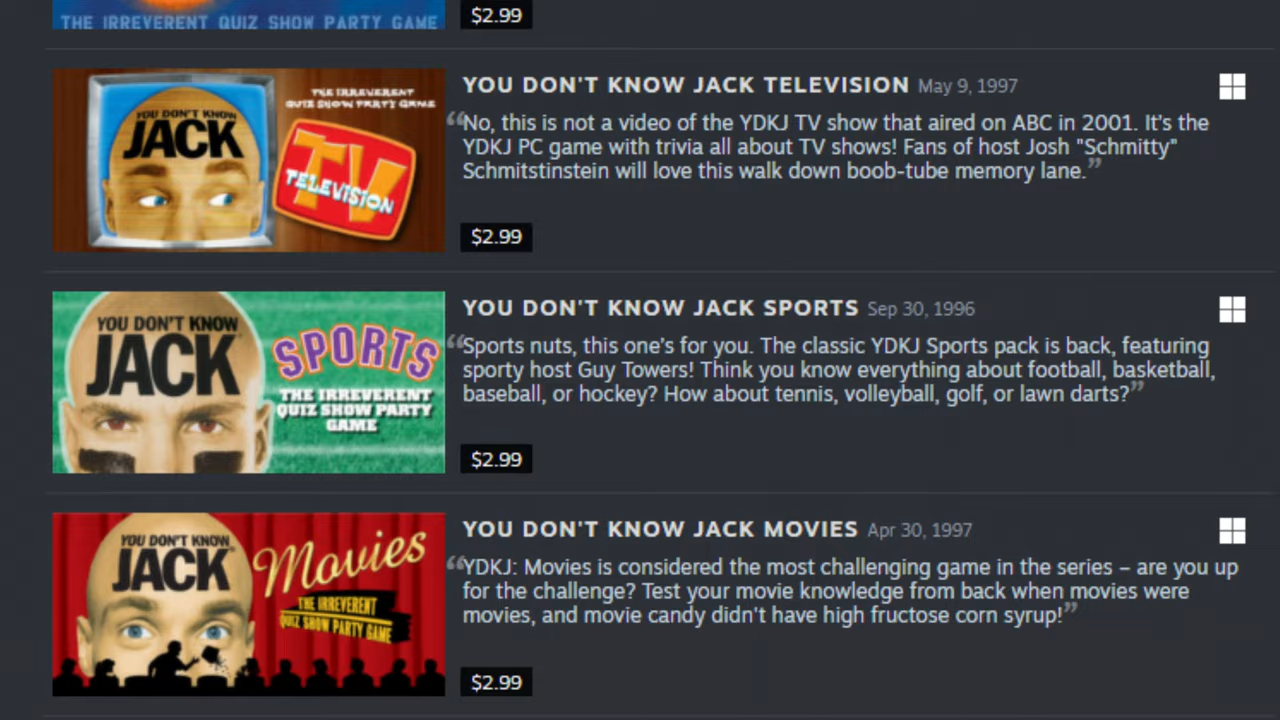 THE IRREVERENT QUIZ SHOW PARTY GAME
$2.99
YOU DON'T KNOW
JACK
THE IRREVERENT
QUIZ SHOW PARTY GAME
TV
TELEVISION
YOU DON'T KNOW JACK TELEVISION May 9, 1997
“No, this is not a video of the YDKJ TV show that aired on ABC in 2001. It's the
YDKJ PC game with trivia all about TV shows! Fans of host Josh "Schmitty"
Schmitstinstein will love this walk down boob-tube memory lane.”
$2.99
YOU DON'T KNOW
JACK
SPORTS
THE IRREVERENT
QUIZ SHOW PARTY
GAME
YOU DON'T KNOW JACK SPORTS Sep 30, 1996
“Sports nuts, this one's for you. The classic YDKJ Sports pack is back, featuring
sporty host Guy Towers! Think you know everything about football, basketball,
baseball, or hockey? How about tennis, volleyball, golf, or lawn darts?”
$2.99
YOU DON'T KNOW
JACK
Movies
THE IRREVERENT
QUIZ SHOW PARTY GAME
YOU DON'T KNOW JACK MOVIES Apr 30, 1997
“YDKJ: Movies is considered the most challenging game in the series – are you up
for the challenge? Test your movie knowledge from back when movies were
movies, and movie candy didn't have high fructose corn syrup!”
$2.99